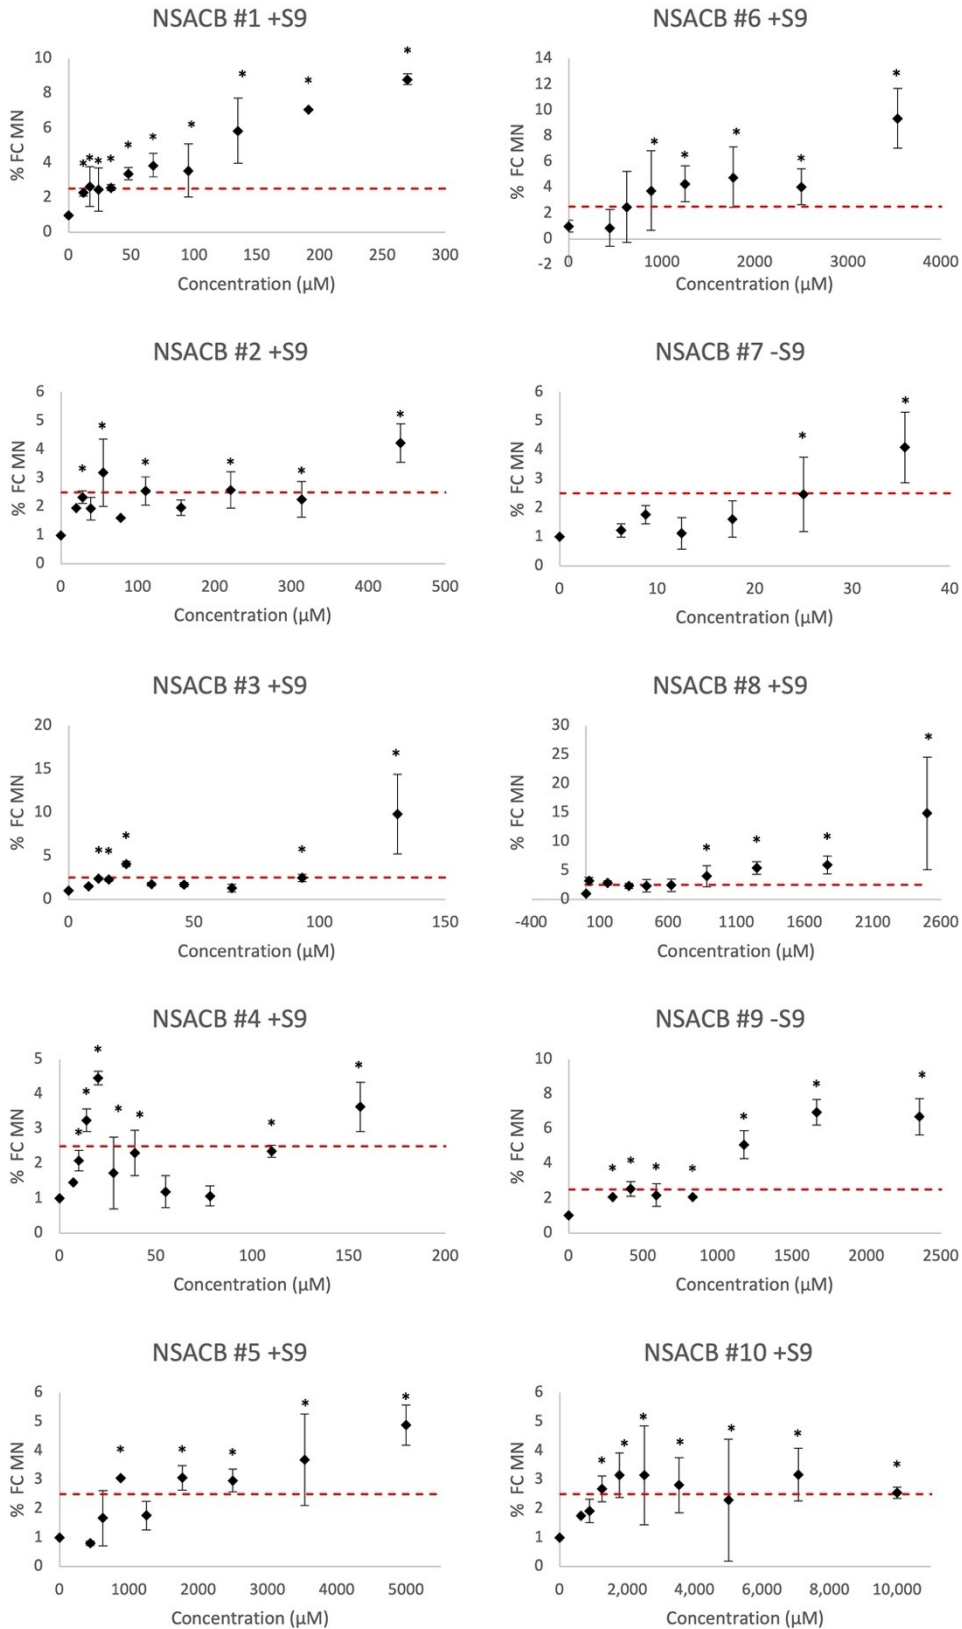 NSACB #1 +S9
% FC MN
10
8
6
4
2
0
0 50 100 150 200 250 300
Concentration (µM)
* * * * * * * * * *
NSACB #6 +S9
% FC MN
14
12
10
8
6
4
2
0
-2
0 1000 2000 3000 4000
Concentration (µM)
* * * * *
NSACB #2 +S9
% FC MN
6
5
4
3
2
1
0
0 100 200 300 400 500
Concentration (µM)
* * * * * *
NSACB #7 -S9
% FC MN
6
5
4
3
2
1
0
0 10 20 30 40
Concentration (µM)
* *
NSACB #3 +S9
% FC MN
20
15
10
5
0
0 50 100 150
Concentration (µM)
* * * * *
NSACB #8 +S9
% FC MN
30
25
20
15
10
5
0
-400 100 600 1100 1600 2100 2600
Concentration (µM)
* * * *
NSACB #4 +S9
% FC MN
5
4
3
2
1
0
0 50 100 150 200
Concentration (µM)
* * * * * * *
NSACB #9 -S9
% FC MN
10
8
6
4
2
0
0 500 1000 1500 2000 2500
Concentration (µM)
* * * * * * *
NSACB #5 +S9
% FC MN
6
5
4
3
2
1
0
0 1000 2000 3000 4000 5000
Concentration (µM)
* * * * *
NSACB #10 +S9
% FC MN
6
5
4
3
2
1
0
0 2,000 4,000 6,000 8,000 10,000
Concentration (µM)
* * * * * * *